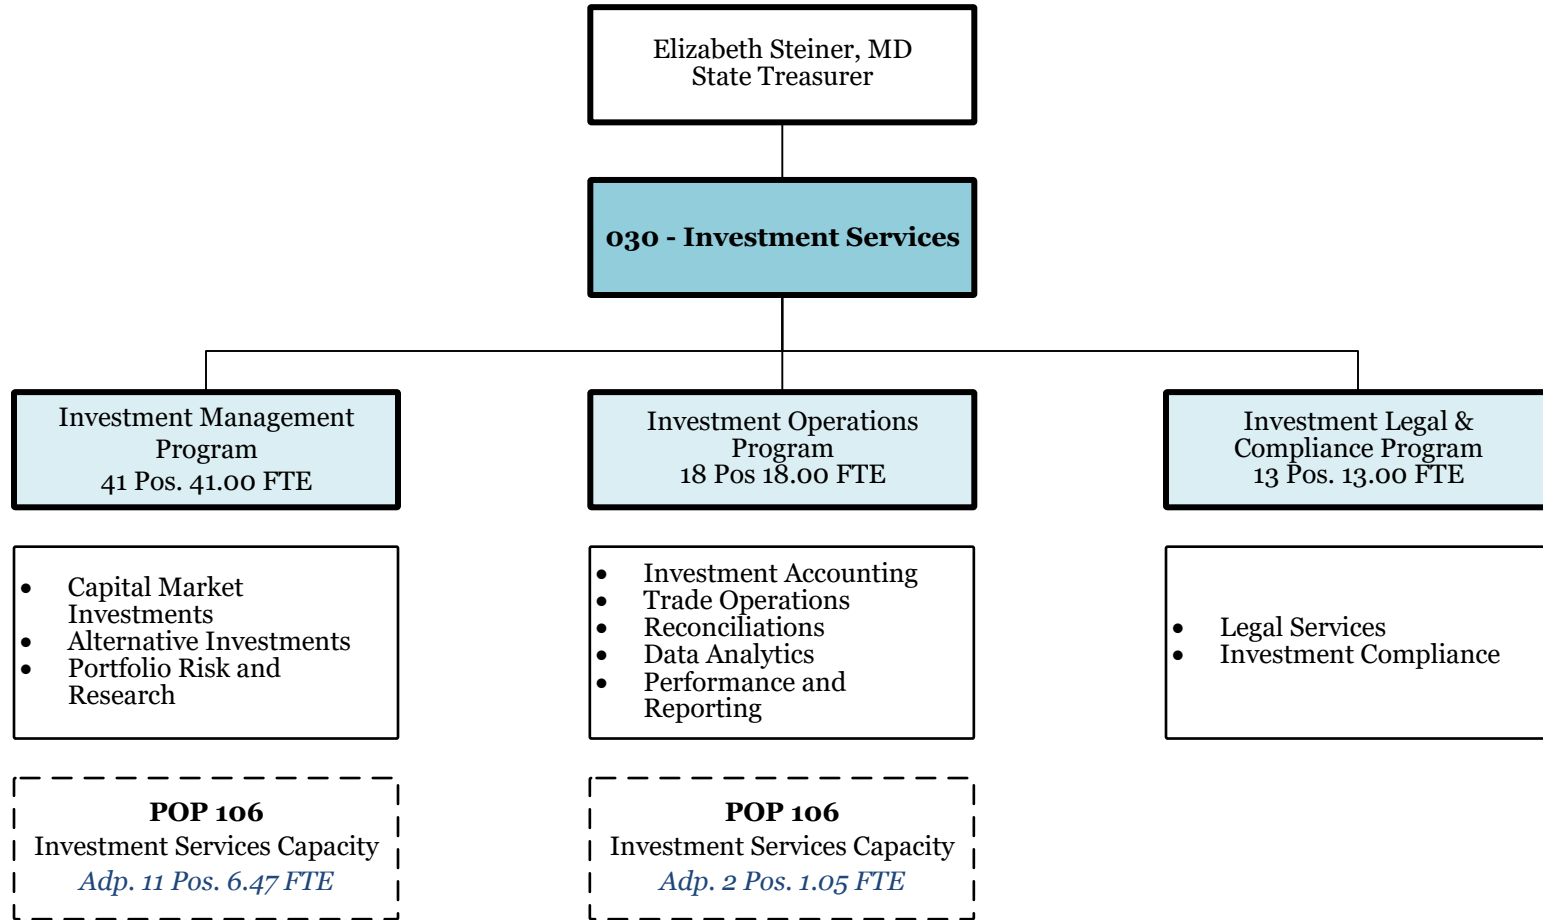 Elizabeth Steiner, MD
State Treasurer
030 - Investment Services
Investment Management
Program
41 Pos. 41.00 FTE
Investment Operations
Program
18 Pos 18.00 FTE
Investment Legal &
Compliance Program
13 Pos. 13.00 FTE
• Capital Market
Investments
• Alternative Investments
• Portfolio Risk and
Research
• Investment Accounting
• Trade Operations
• Reconciliations
• Data Analytics
• Performance and
Reporting
• Legal Services
• Investment Compliance
POP 106
Investment Services Capacity
Adp. 11 Pos. 6.47 FTE
POP 106
Investment Services Capacity
Adp. 2 Pos. 1.05 FTE